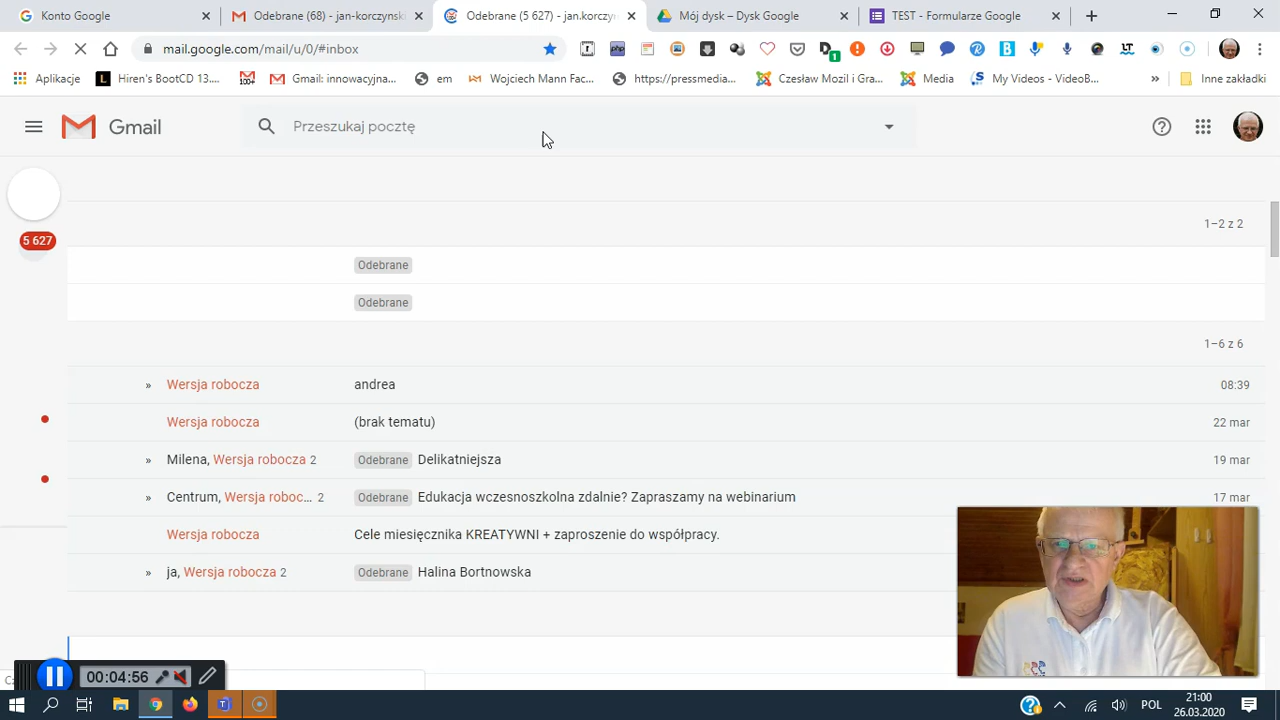 Konto Google
Odebrane (68) - jan-korczyńsk
Odebrane (5 627) - jan.korczyń
Mój dysk – Dysk Google
TEST - Formularze Google
mail.google.com/mail/u/0/#inbox
Aplikacje
Hiren's BootCD 13....
Gmail: innowacyjna...
em
Wojciech Mann Fac...
https://pressmedia...
Czesław Mozil i Gra...
Media
My Videos - VideoB...
»
Inne zakładki
Gmail
Przeszukaj pocztę
5 627
1–2 z 2
Odebrane
Odebrane
1–6 z 6
» Wersja robocza andrea 08:39
Wersja robocza (brak tematu) 22 mar
» Milena, Wersja robocza 2 Odebrane Delikatniejsza 19 mar
» Centrum, Wersja roboc... 2 Odebrane Edukacja wczesnoszkolna zdalnie? Zapraszamy na webinarium 17 mar
Wersja robocza Cele miesięcznika KREATYWNI + zaproszenie do współpracy.
» ja, Wersja robocza 2 Odebrane Halina Bortnowska
00:04:56
POL
21:00
26.03.2020